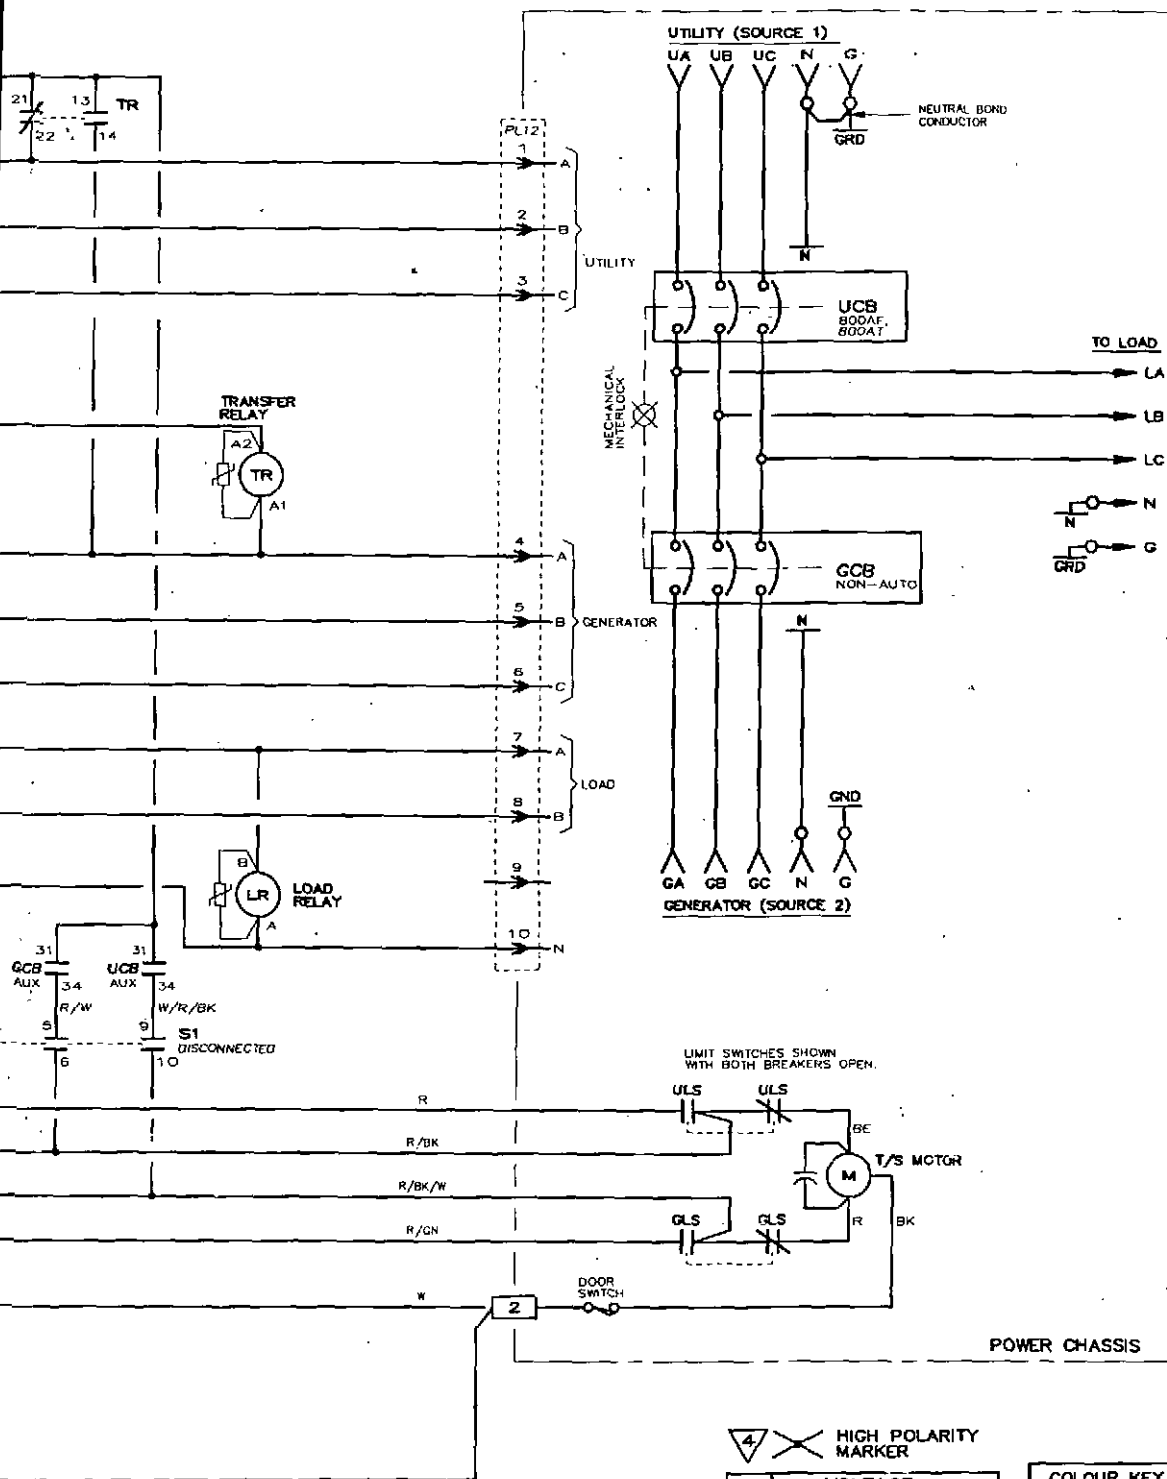 UTILITY (SOURCE 1)
UA UB UC N G
NEUTRAL BOND
CONDUCTOR
GRD
N
21 13 TR
22 14
PL12
1 A
2 B
UTILITY
3 C
UCB
800AF,
800AT
TO LOAD
LA
LB
LC
N
N
GRD
G
MECHANICAL
INTERLOCK
TRANSFER
RELAY
A2
TR
A1
4 A
5 B GENERATOR
6 C
GCB
NON-AUTO
N
7 A
LOAD
8 B
9
10 N
GND
GA GB GC N G
GENERATOR (SOURCE 2)
B
LR
LOAD
RELAY
A
31 31
GCB
AUX
UCB
AUX
34 34
R/W W/R/BK
5 9
S1
DISCONNECTED
6 10
LIMIT SWITCHES SHOWN
WITH BOTH BREAKERS OPEN.
R
ULS ULS
BE
R/BK
T/S MOTOR
M
R/BK/W
GLS GLS
R BK
R/GN
W
2
DOOR
SWITCH
POWER CHASSIS
4
HIGH POLARITY
MARKER
COLOUR KEY